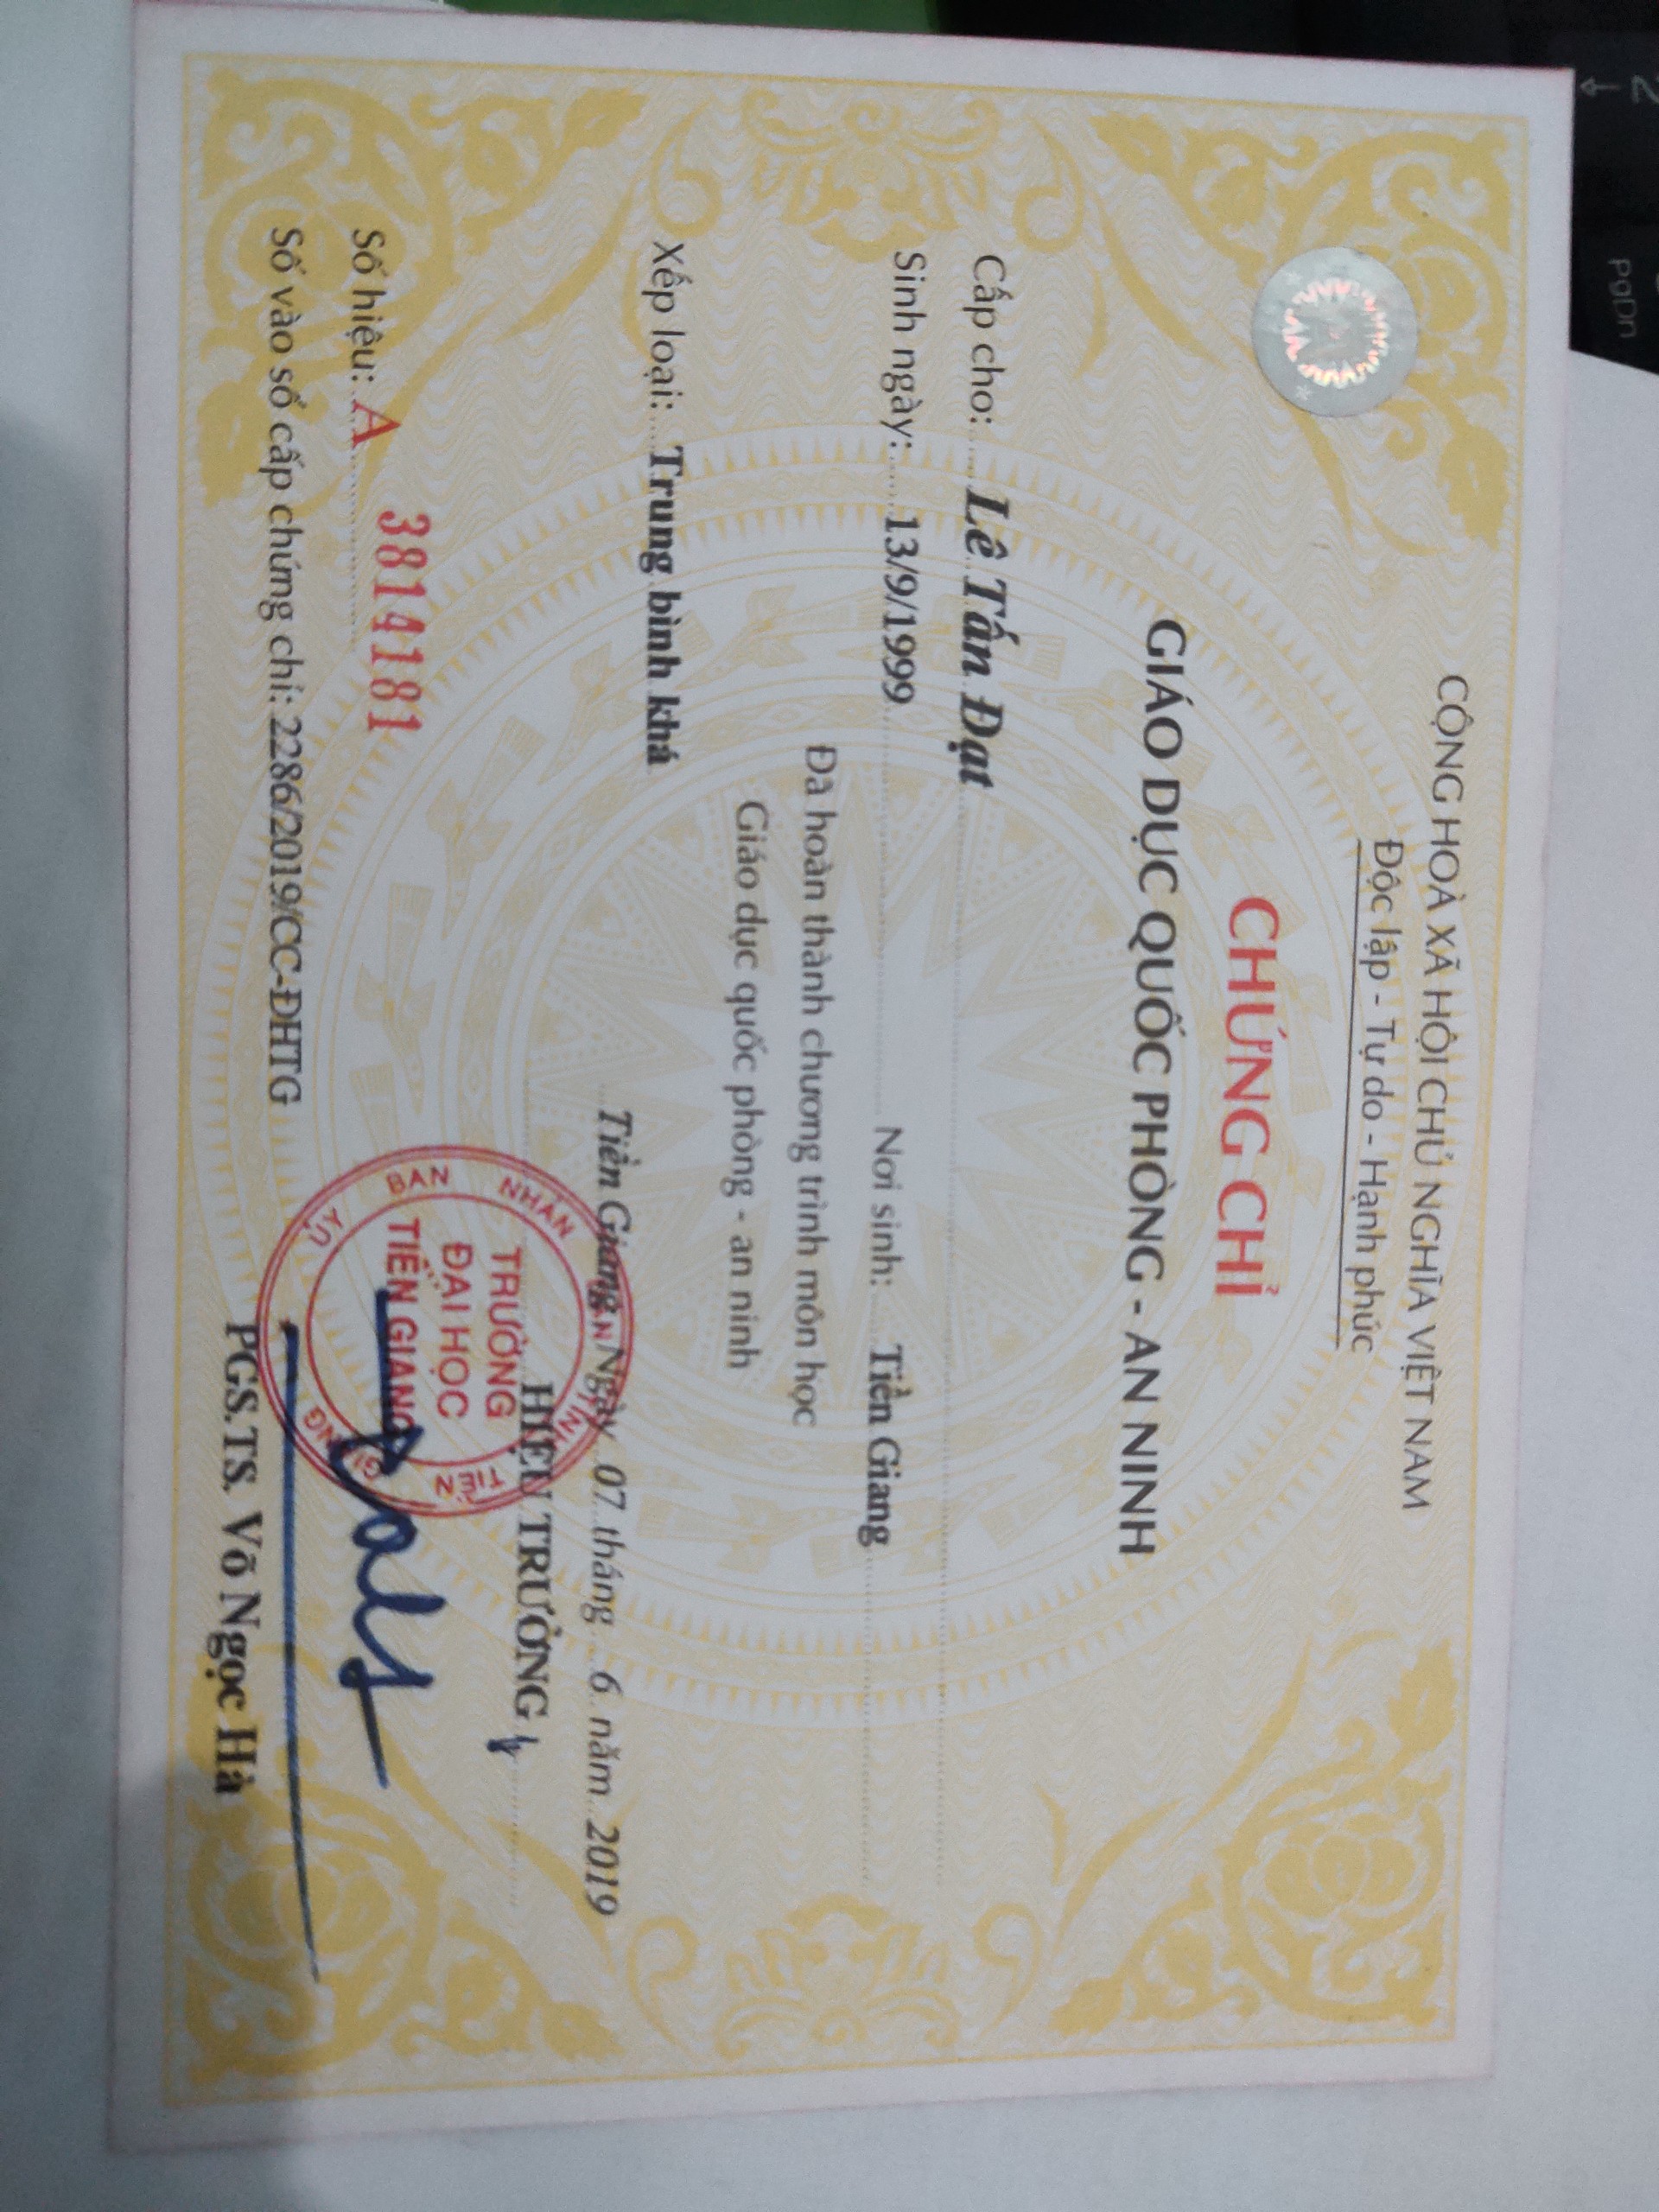 CỘNG HOÀ XÃ HỘI CHỦ NGHĨA VIỆT NAM
Độc lập - Tự do - Hạnh phúc
CHỨNG CHỈ
GIÁO DỤC QUỐC PHÒNG - AN NINH
Cấp cho: Lê Tấn Đạt
Sinh ngày: 13/9/1999 Nơi sinh: Tiền Giang
Đã hoàn thành chương trình môn học
Giáo dục quốc phòng - an ninh
Xếp loại: Trung bình khá
Tiền Giang Ngày 07 tháng 6 năm 2019
HIỆU TRƯỞNG
Số hiệu: A 3814181
Số vào sổ cấp chứng chỉ: 2286/2019/CC-ĐHTG
ỦY BAN NHÂN TIỀN
TRƯỜNG
ĐẠI HỌC
TIỀN GIANG
PGS.TS. Võ Ngọc Hà
PgDn
2